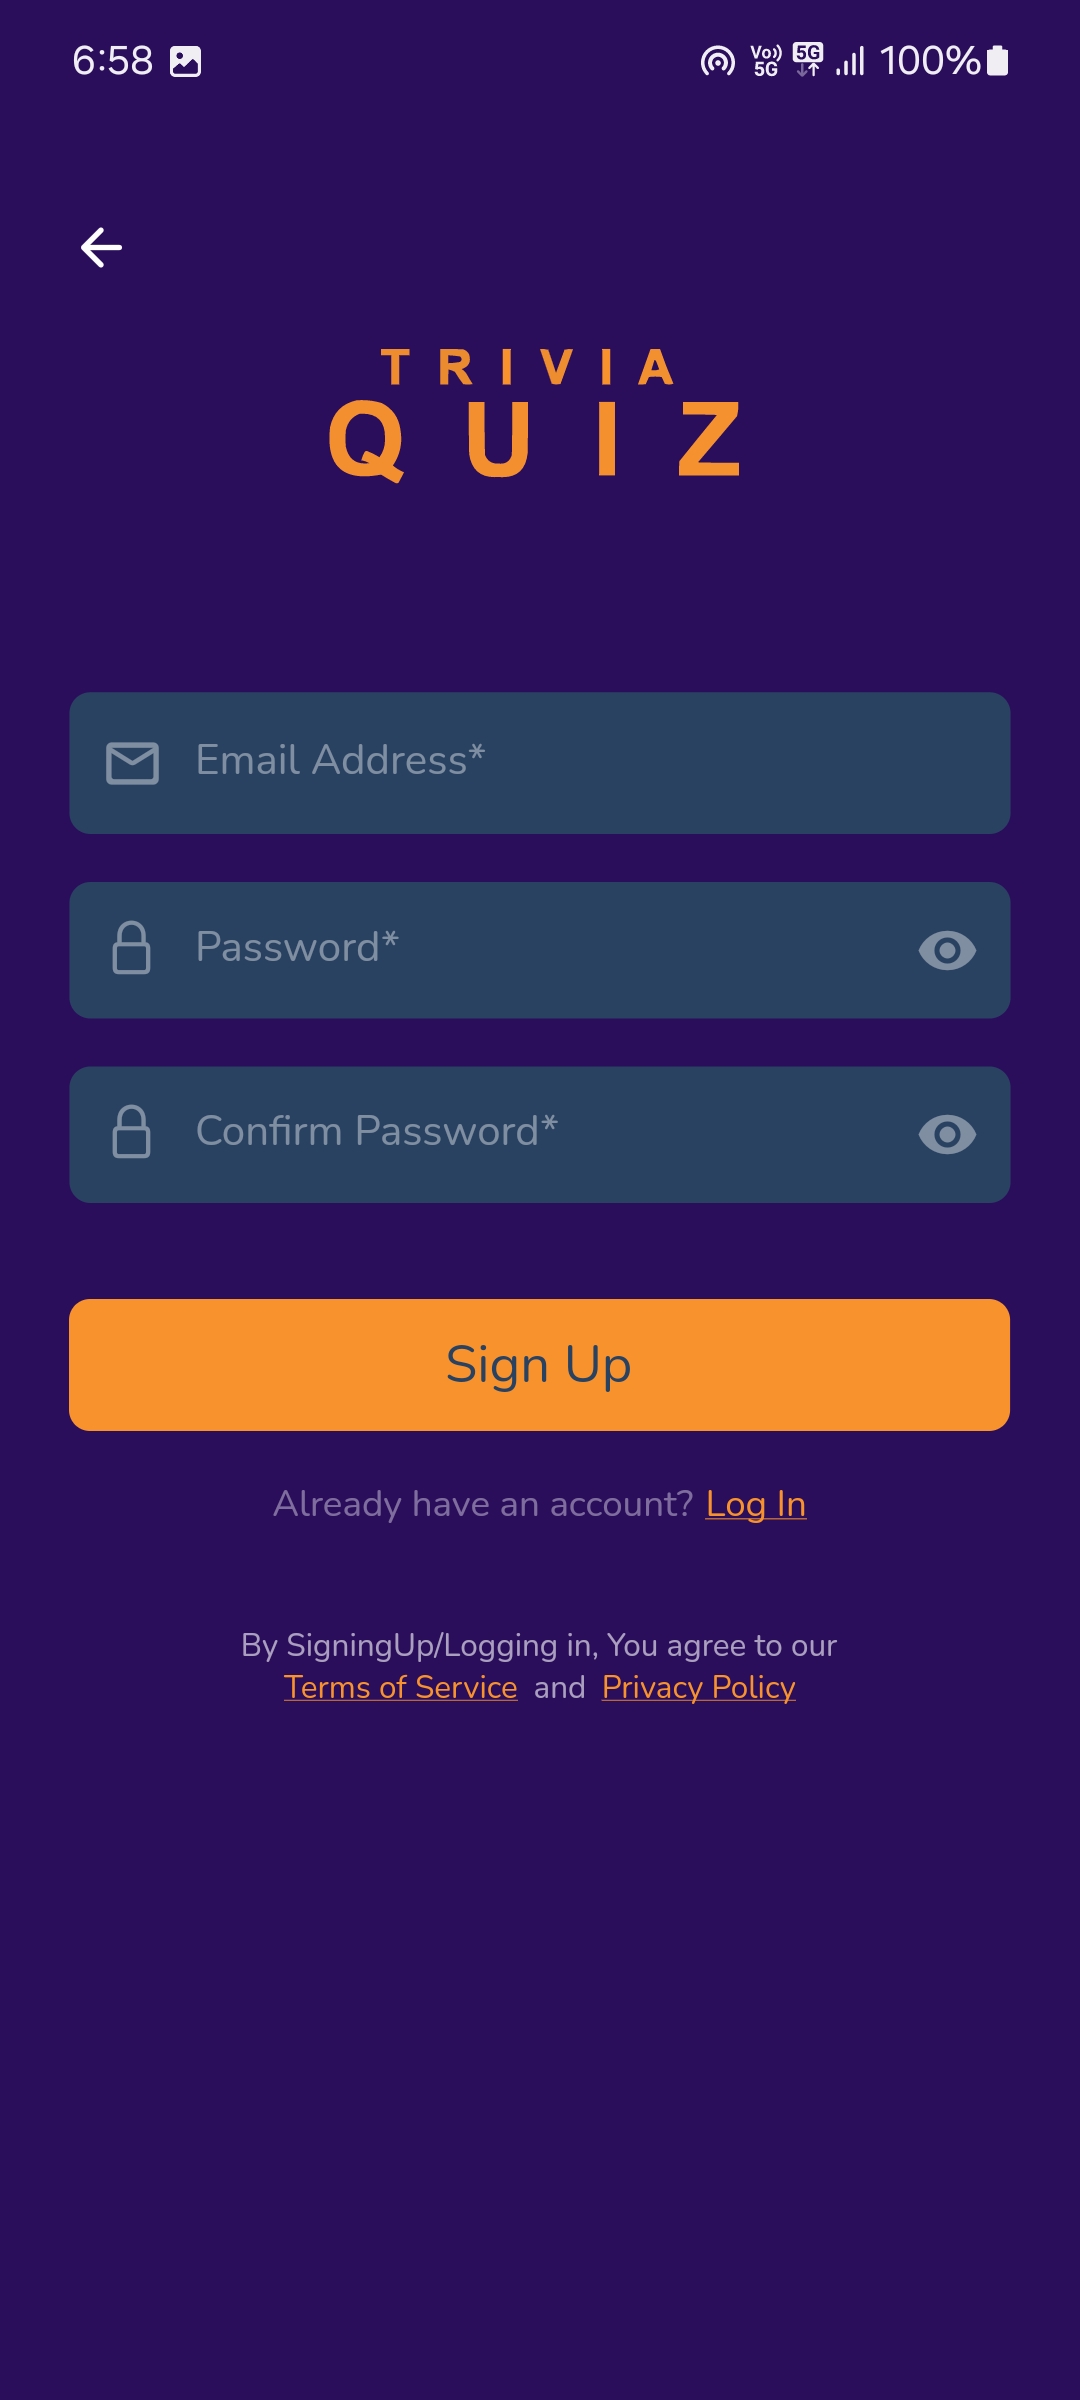 6:58 Vo)) 5G 5G 100%
TRIVIA
QUIZ
Email Address*
Password*
Confirm Password*
Sign Up
Already have an account? Log In
By SigningUp/Logging in, You agree to our
Terms of Service and Privacy Policy